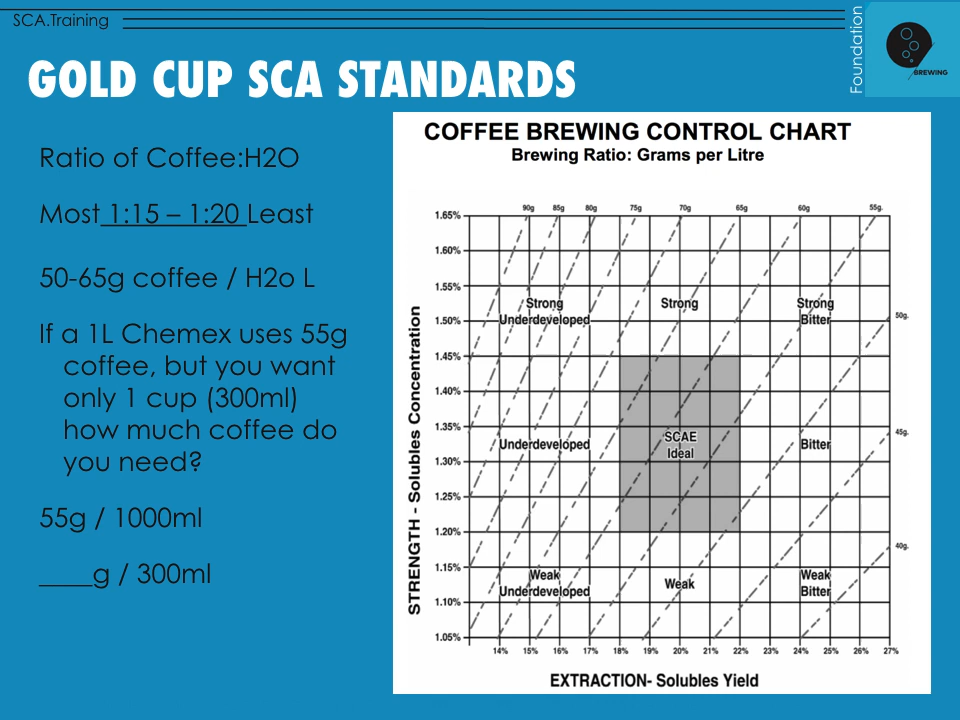 SCA.Training
Foundation
BREWING
GOLD CUP SCA STANDARDS
Ratio of Coffee:H2O
Most 1:15 – 1:20 Least
50-65g coffee / H2o L
If a 1L Chemex uses 55g
coffee, but you want
only 1 cup (300ml)
how much coffee do
you need?
55g / 1000ml
____g / 300ml
COFFEE BREWING CONTROL CHART
Brewing Ratio: Grams per Litre
90g 85g 80g 75g 70g 65g 60g 55g.
1.65%
1.60%
1.55%
1.50%
1.45%
1.40%
1.35%
1.30%
1.25%
1.20%
1.15%
1.10%
1.05%
STRENGTH - Solubles Concentration
Strong
Underdeveloped
Strong
Strong
Bitter
50g.
Underdeveloped
SCAE
Ideal
Bitter
45g.
Weak
Underdeveloped
Weak
Weak
Bitter
40g.
14% 15% 16% 17% 18% 19% 20% 21% 22% 23% 24% 25% 26% 27%
EXTRACTION- Solubles Yield